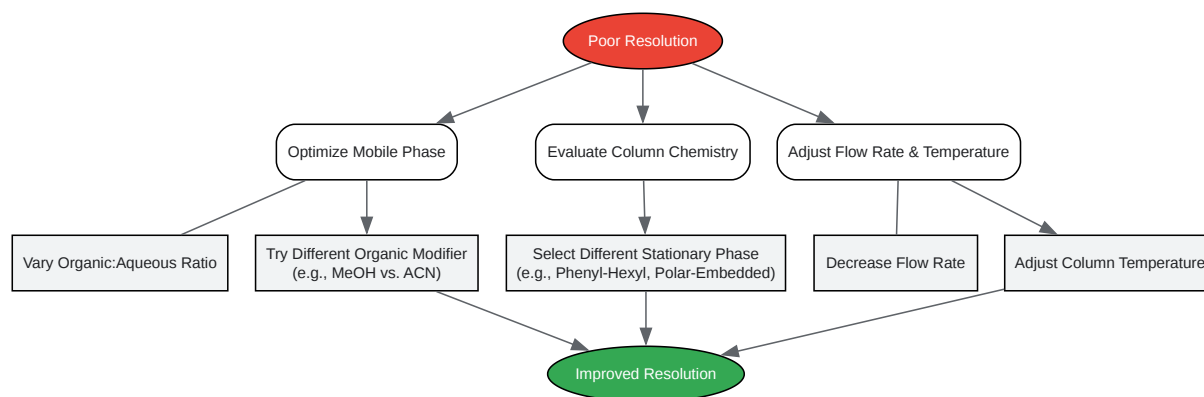 Poor Resolution
Optimize Mobile Phase
Evaluate Column Chemistry
Adjust Flow Rate & Temperature
Vary Organic:Aqueous Ratio
Try Different Organic Modifier
(e.g., MeOH vs. ACN)
Select Different Stationary Phase
(e.g., Phenyl-Hexyl, Polar-Embedded)
Decrease Flow Rate
Adjust Column Temperature
Improved Resolution